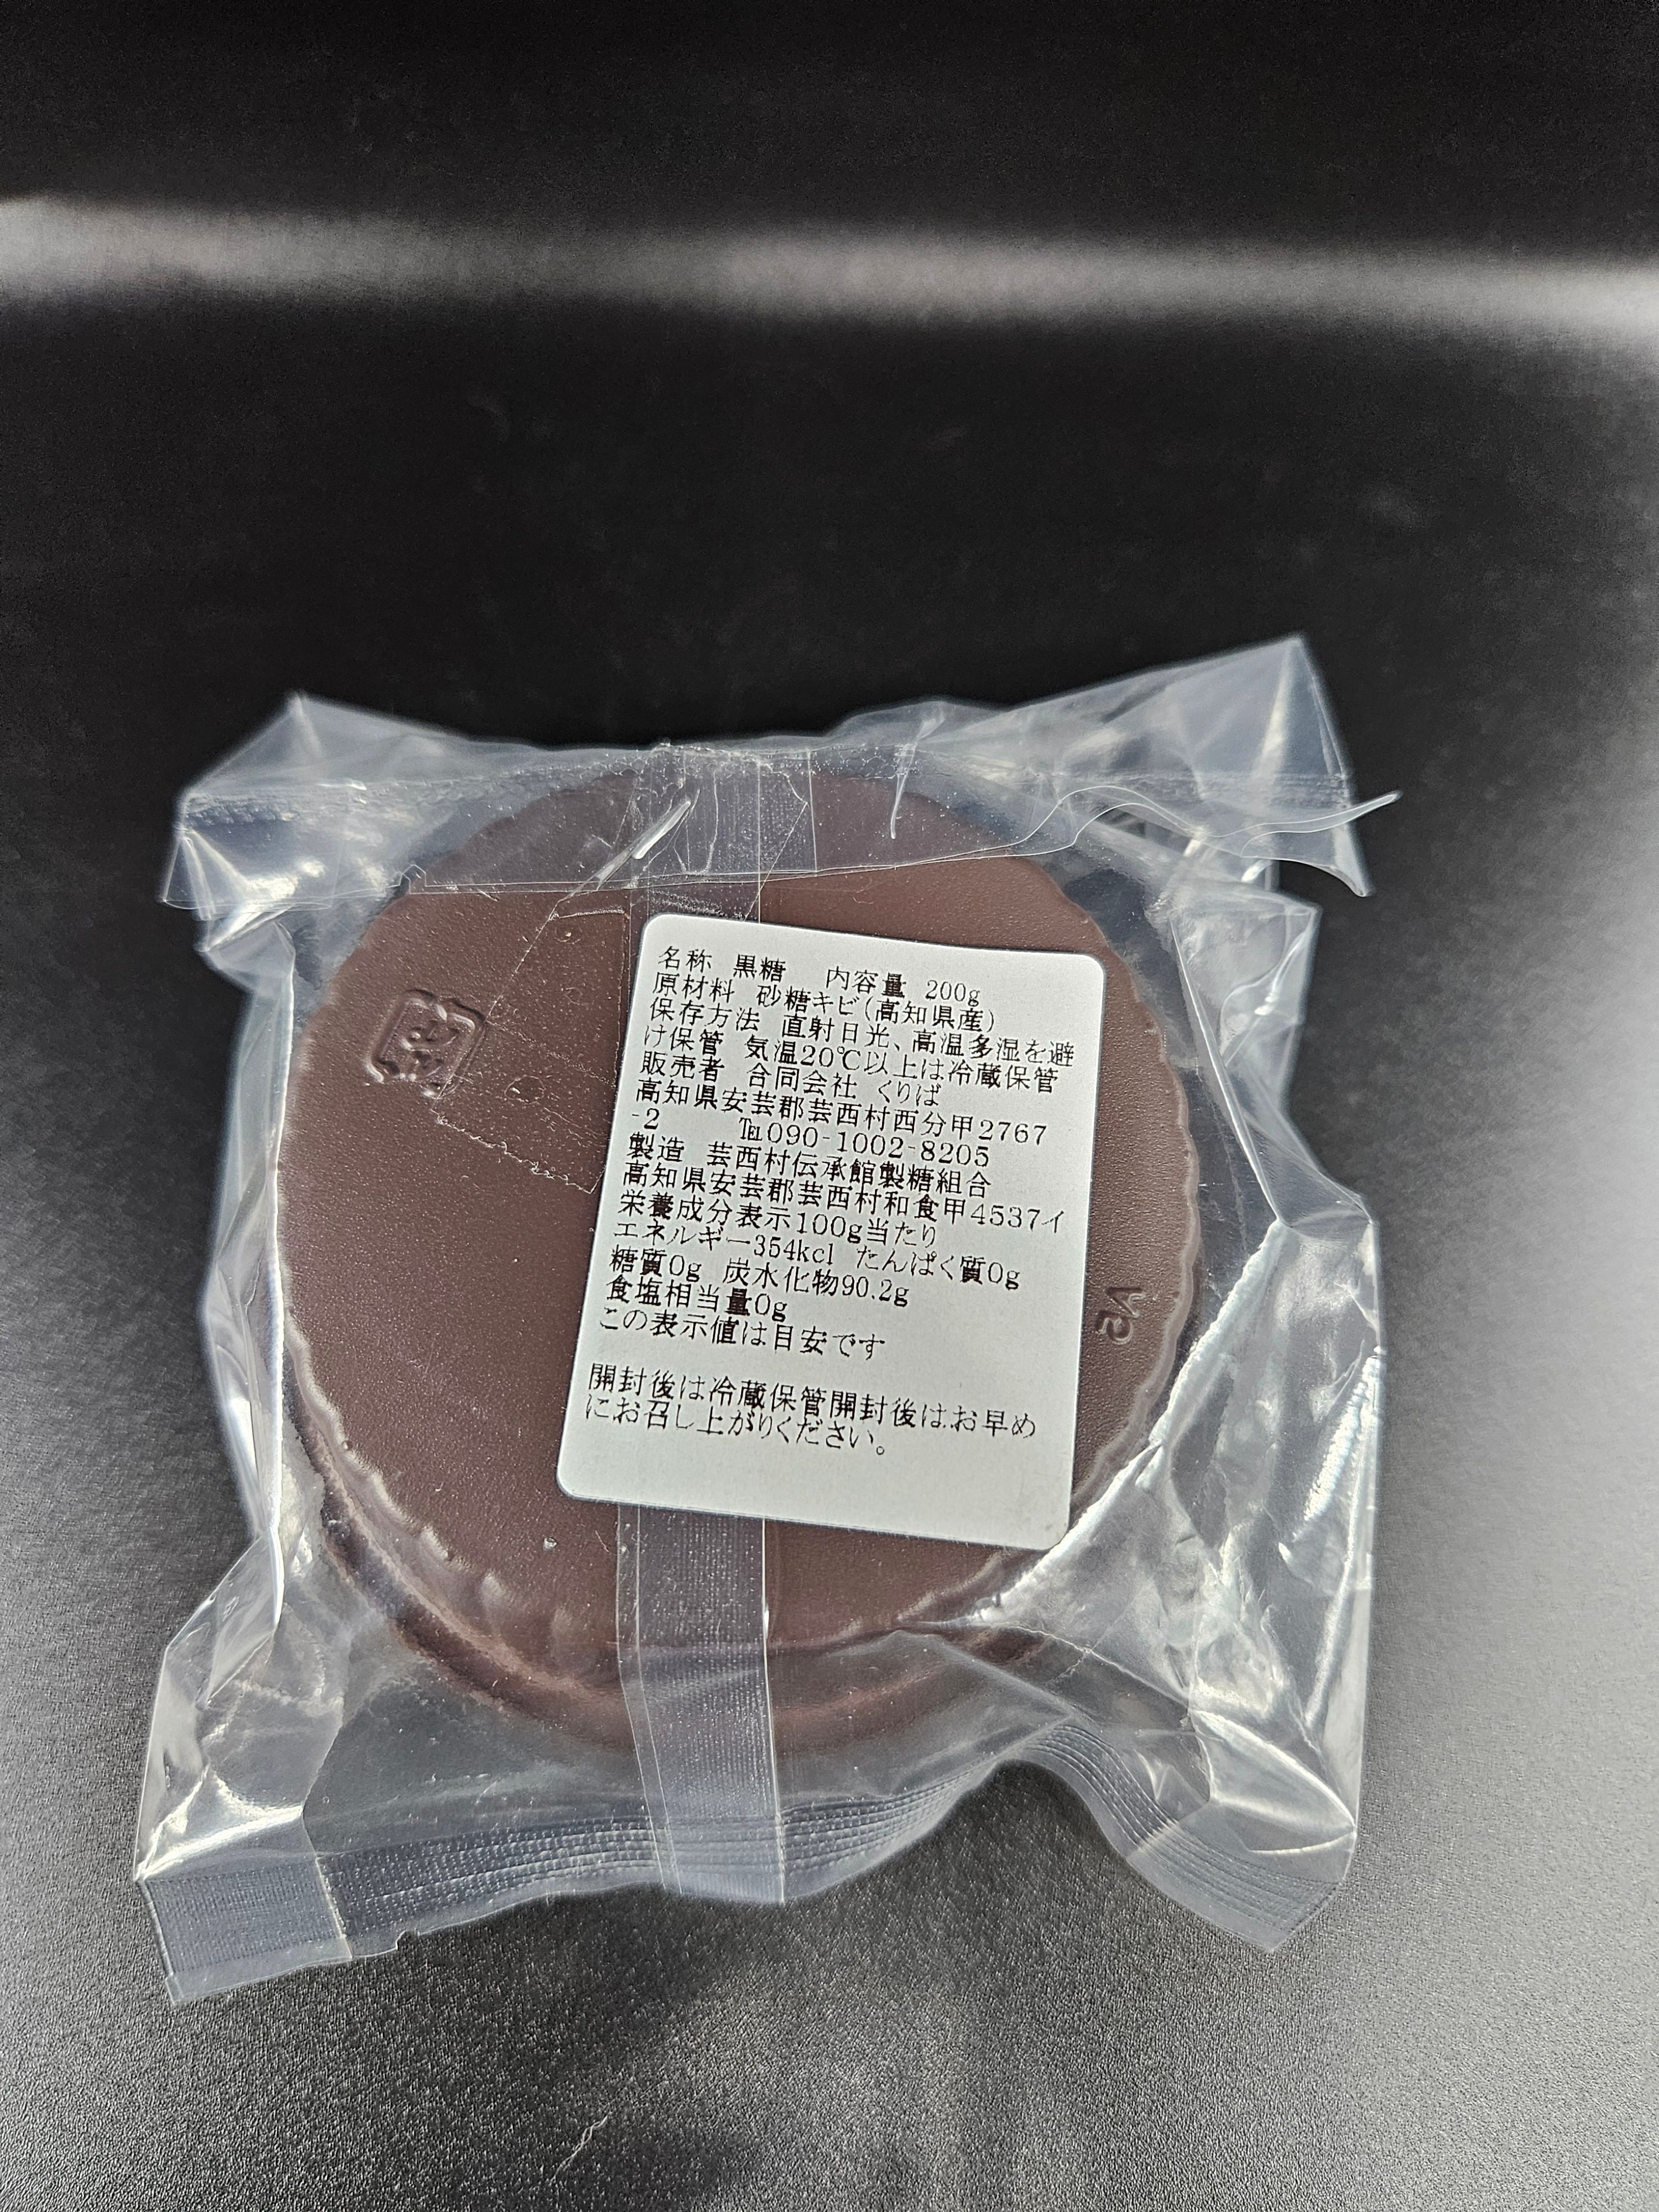 名称 黒糖 内容量 200g
原材料 砂糖キビ(高知県産)
保存方法 直射日光、高温多湿を避
け保管 気温20℃以上は冷蔵保管
販売者 合同会社 くりば
高知県安芸郡芸西村西分甲2767
-2 ℡090-1002-8205
製造 芸西村伝承館製糖組合
高知県安芸郡芸西村和食甲4537イ
栄養成分表示100g当たり
エネルギー354kcl たんぱく質0g
糖質0g 炭水化物90.2g
食塩相当量0g
この表示値は目安です
開封後は冷蔵保管開封後はお早め
にお召し上がりください。